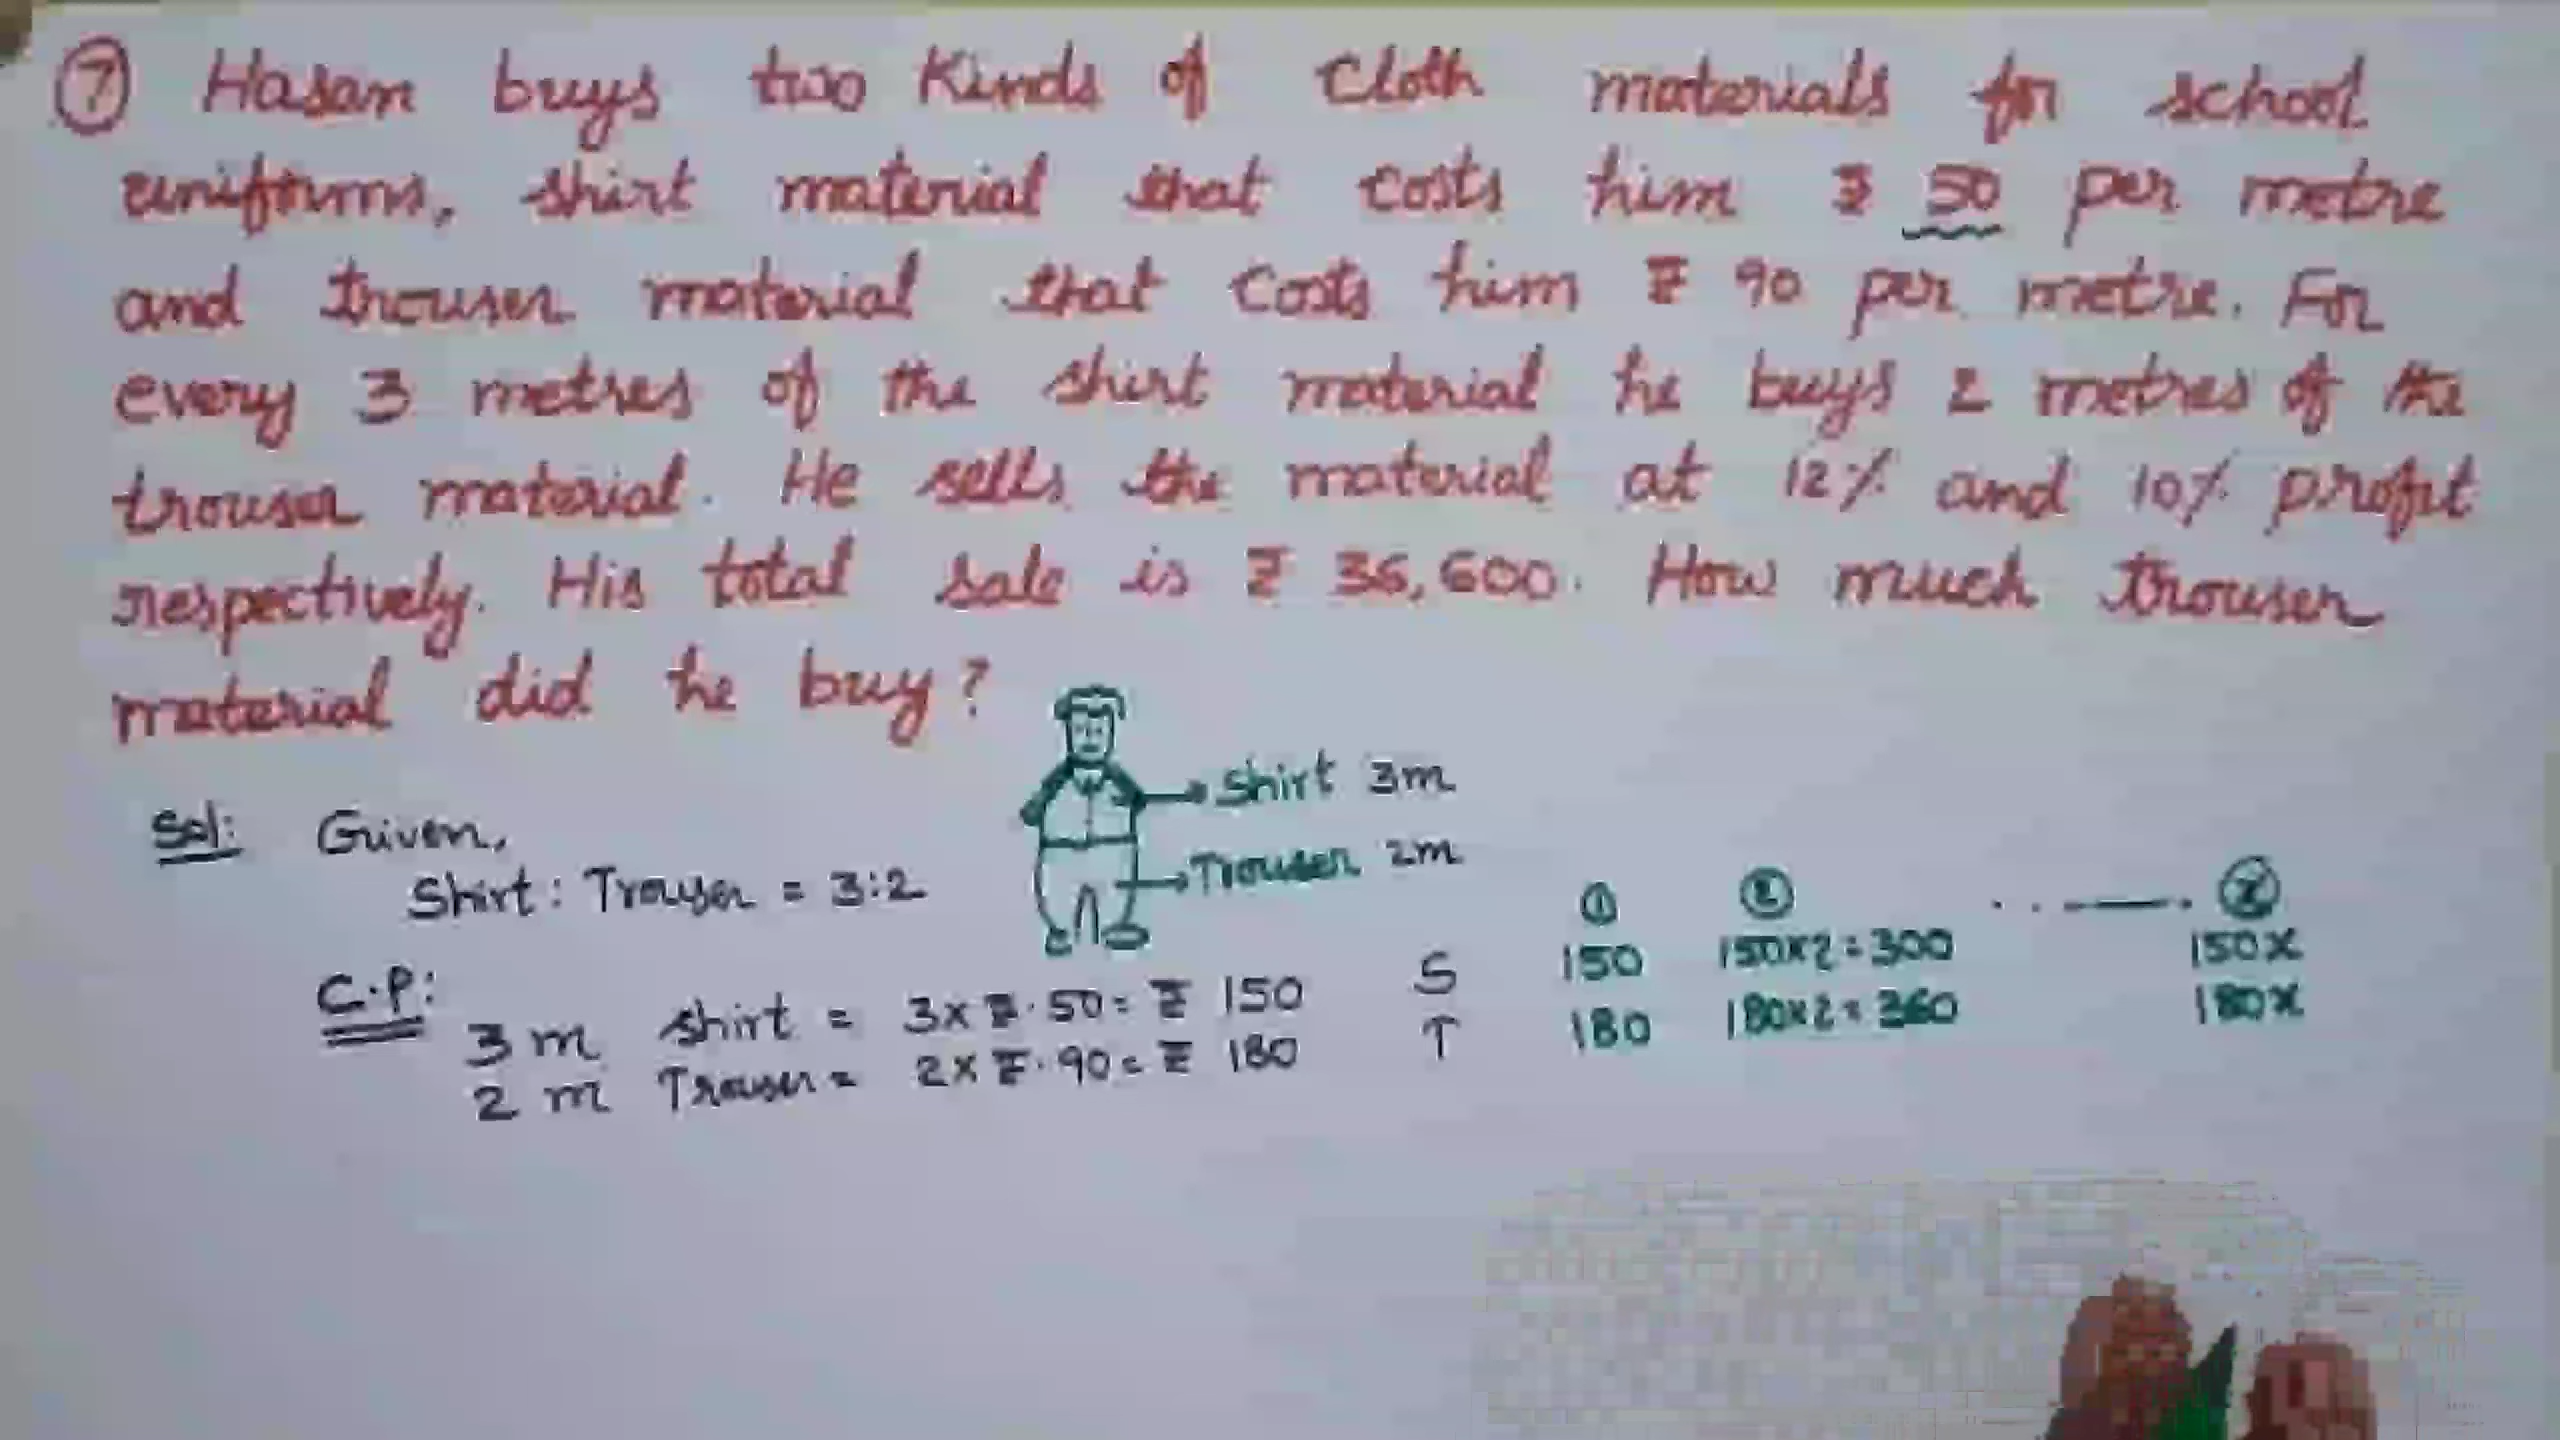 7 Hasan buys two Kinds of Cloth materials for school
uniforms, shirt material that costs him ₹ 50 per metre
and trouser material that costs him ₹ 90 per metre. For
every 3 metres of the shirt material he buys 2 metres of the
trouser material. He sells the material at 12% and 10% profit
respectively. His total sale is ₹ 36,600. How much trouser
material did he buy?
Shirt 3m
Trouser 2m
Sol: Given,
Shirt : Trouser = 3:2
C.P:
3 m shirt = 3 x ₹.50 = ₹ 150
2 m Trouser = 2 x ₹.90 = ₹ 180
1 2 . . x
S 150 150x2 = 300 150x
T 180 180x2 = 360 180x